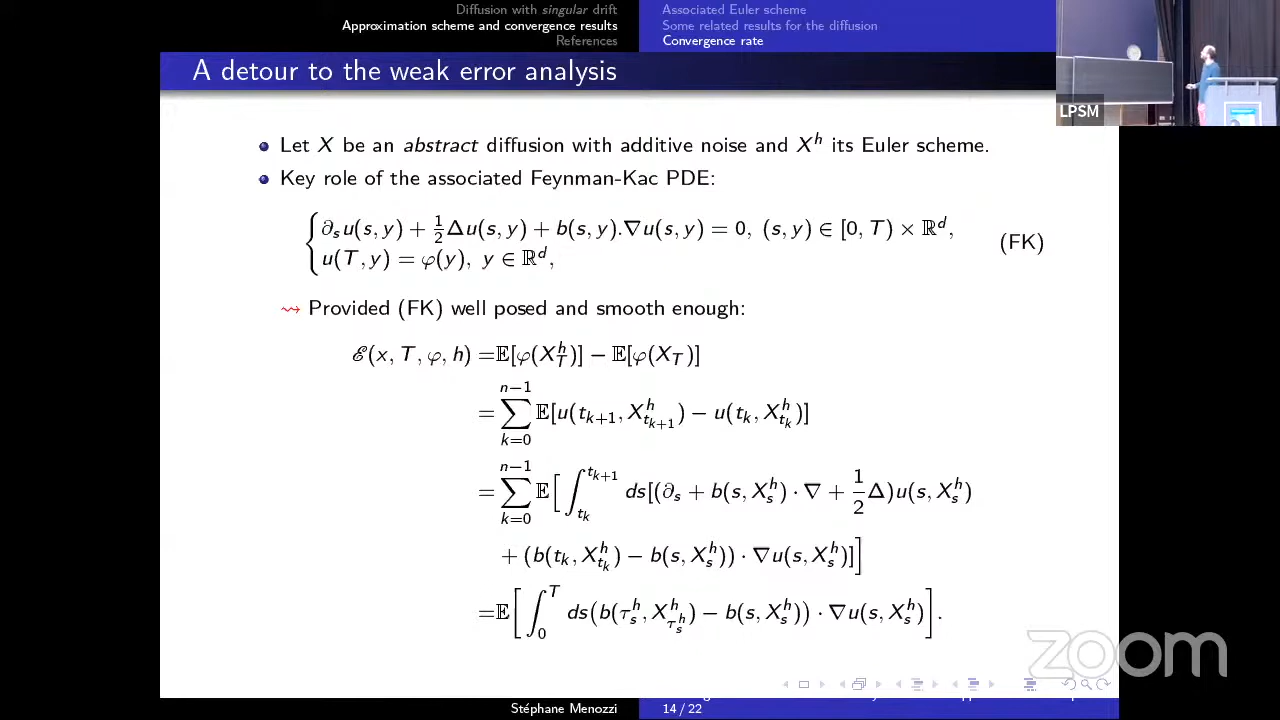 Diffusion with singular drift
Approximation scheme and convergence results
References
Associated Euler scheme
Some related results for the diffusion
Convergence rate
A detour to the weak error analysis
LPSM
Let X be an abstract diffusion with additive noise and X^h its Euler scheme.
Key role of the associated Feynman-Kac PDE:
{ ∂_s u(s, y) + 1/2 Δu(s, y) + b(s, y).∇u(s, y) = 0, (s, y) ∈ [0, T) × ℝ^d,
u(T, y) = φ(y), y ∈ ℝ^d,
(FK)
⇝ Provided (FK) well posed and smooth enough:
ℰ(x, T, φ, h) =𝔼[φ(X^h_T)] − 𝔼[φ(X_T)]
= ∑_{k=0}^{n−1} 𝔼[u(t_{k+1}, X^h_{t_{k+1}}) − u(t_k, X^h_{t_k})]
= ∑_{k=0}^{n−1} 𝔼[ ∫_{t_k}^{t_{k+1}} ds[(∂_s + b(s, X^h_s) · ∇ + 1/2 Δ)u(s, X^h_s)
+ (b(t_k, X^h_{t_k}) − b(s, X^h_s)) · ∇u(s, X^h_s)]]
=𝔼[ ∫_0^T ds(b(τ^h_s, X^h_{τ^h_s}) − b(s, X^h_s)) · ∇u(s, X^h_s) ].
zoom
Stéphane Menozzi
14 / 22